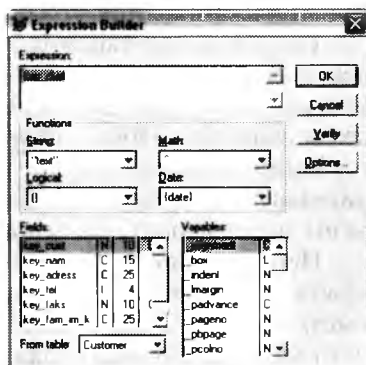 Expression Builder
Expression:
OK
Cancel
Functions
String:
Math:
Verify
"text"
^
Options...
Logical:
Date:
()
{date}
Fields:
Variables:
key_cust N 10
key_nam C 15
_box L
key_adress C 25
_indent N
key_tel I 4
_lmargin N
key_faks N 10
_padvance C
key_fam_im_k C 25
_pageno N
_pbpage N
From table: Customer
_pcolno N